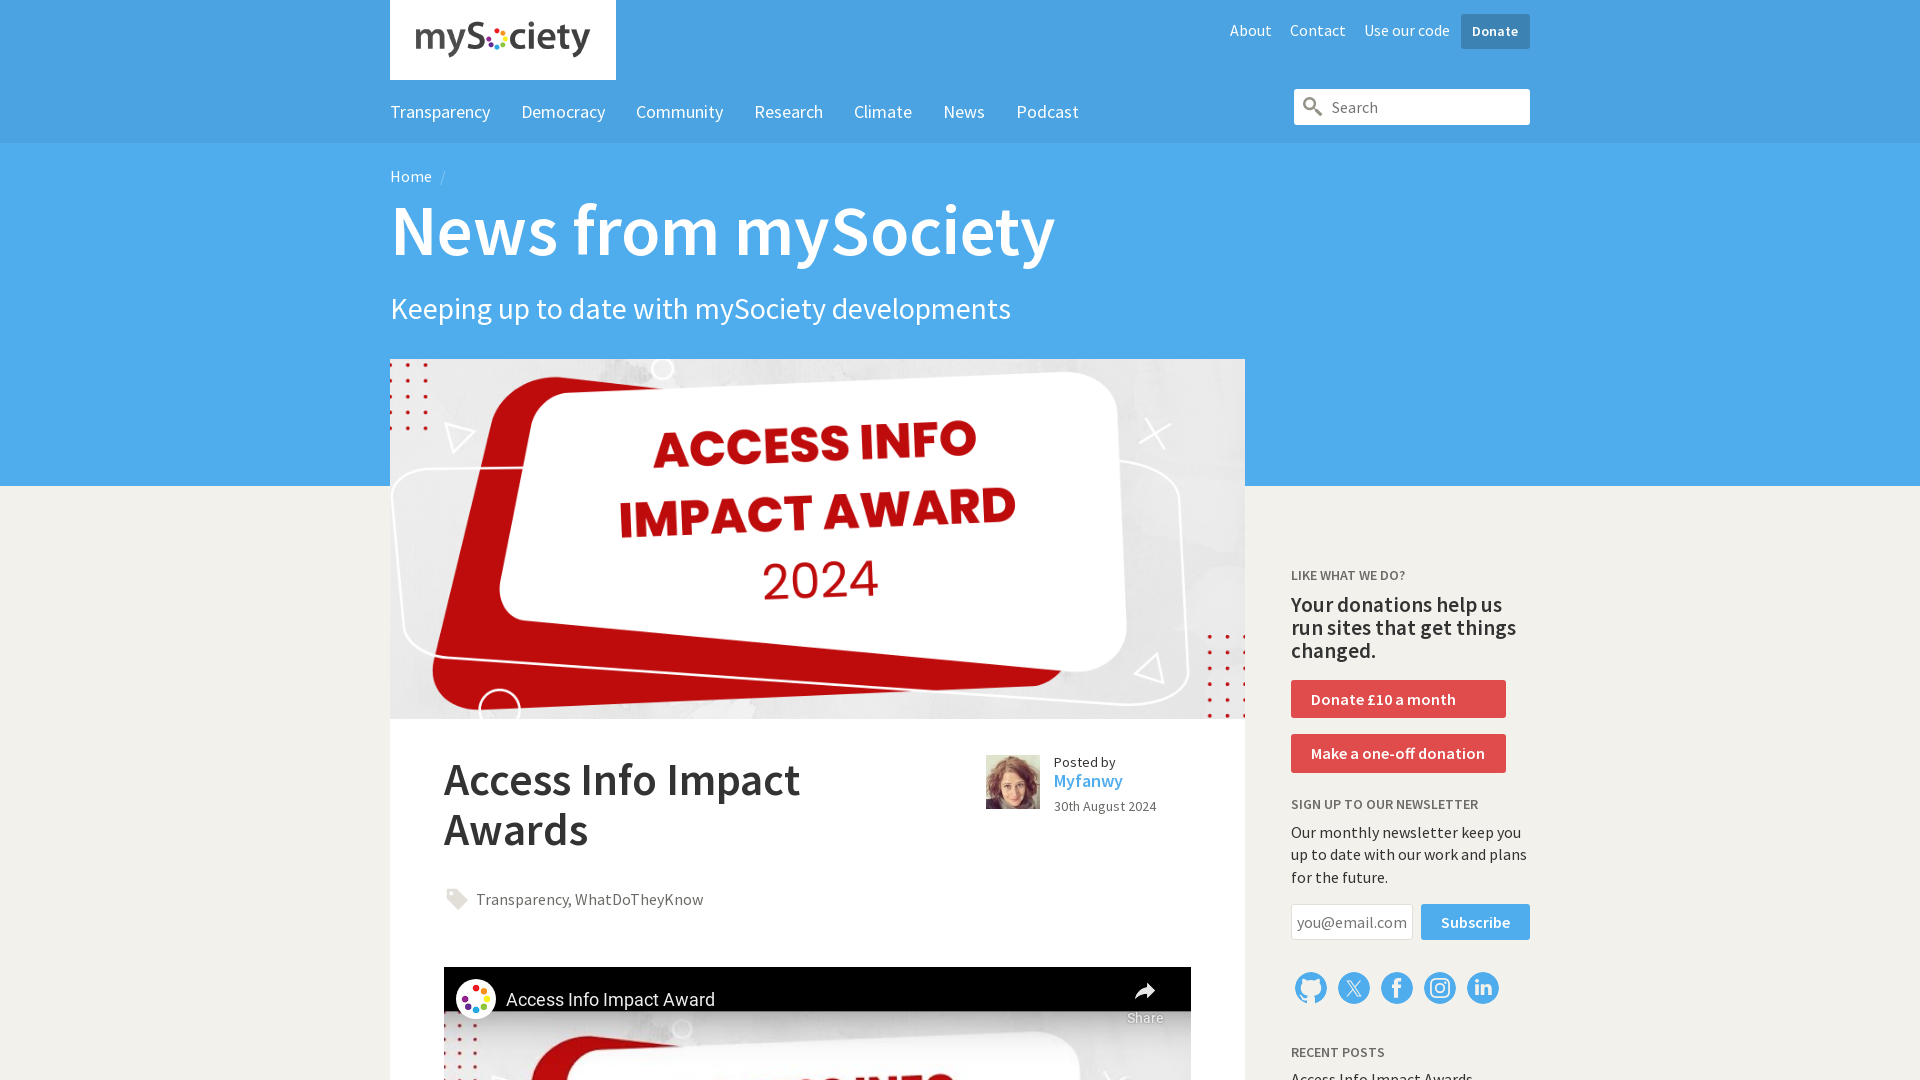 mySociety
About
Contact
Use our code
Donate
Transparency
Democracy
Community
Research
Climate
News
Podcast
Search
Home /
News from mySociety
Keeping up to date with mySociety developments
ACCESS INFO
IMPACT AWARD
2024
Access Info Impact
Awards
Posted by
Myfanwy
30th August 2024
Transparency, WhatDoTheyKnow
Access Info Impact Award
Share
LIKE WHAT WE DO?
Your donations help us
run sites that get things
changed.
Donate £10 a month
Make a one-off donation
SIGN UP TO OUR NEWSLETTER
Our monthly newsletter keep you
up to date with our work and plans
for the future.
you@email.com
Subscribe
RECENT POSTS
Access Info Impact Awards